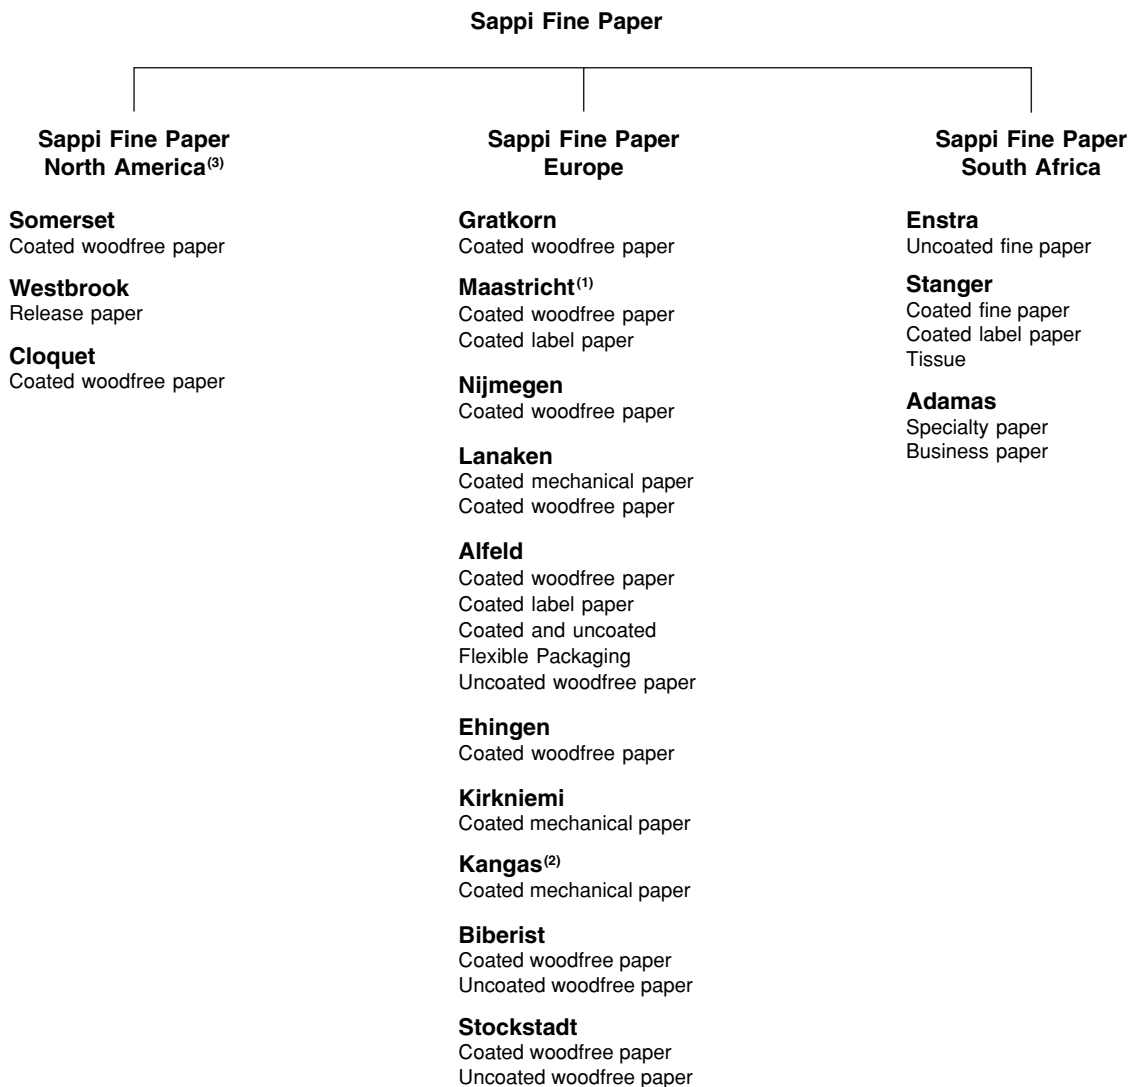 Sappi Fine Paper
Sappi Fine Paper
North America(3)
Somerset
Coated woodfree paper
Westbrook
Release paper
Cloquet
Coated woodfree paper
Sappi Fine Paper
Europe
Gratkorn
Coated woodfree paper
Maastricht(1)
Coated woodfree paper
Coated label paper
Nijmegen
Coated woodfree paper
Lanaken
Coated mechanical paper
Coated woodfree paper
Alfeld
Coated woodfree paper
Coated label paper
Coated and uncoated
Flexible Packaging
Uncoated woodfree paper
Ehingen
Coated woodfree paper
Kirkniemi
Coated mechanical paper
Kangas(2)
Coated mechanical paper
Biberist
Coated woodfree paper
Uncoated woodfree paper
Stockstadt
Coated woodfree paper
Uncoated woodfree paper
Sappi Fine Paper
South Africa
Enstra
Uncoated fine paper
Stanger
Coated fine paper
Coated label paper
Tissue
Adamas
Specialty paper
Business paper